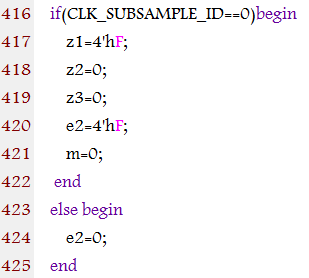 416 if(CLK_SUBSAMPLE_ID==0)begin
417 z1=4'hF;
418 z2=0;
419 z3=0;
420 e2=4'hF;
421 m=0;
422 end
423 else begin
424 e2=0;
425 end